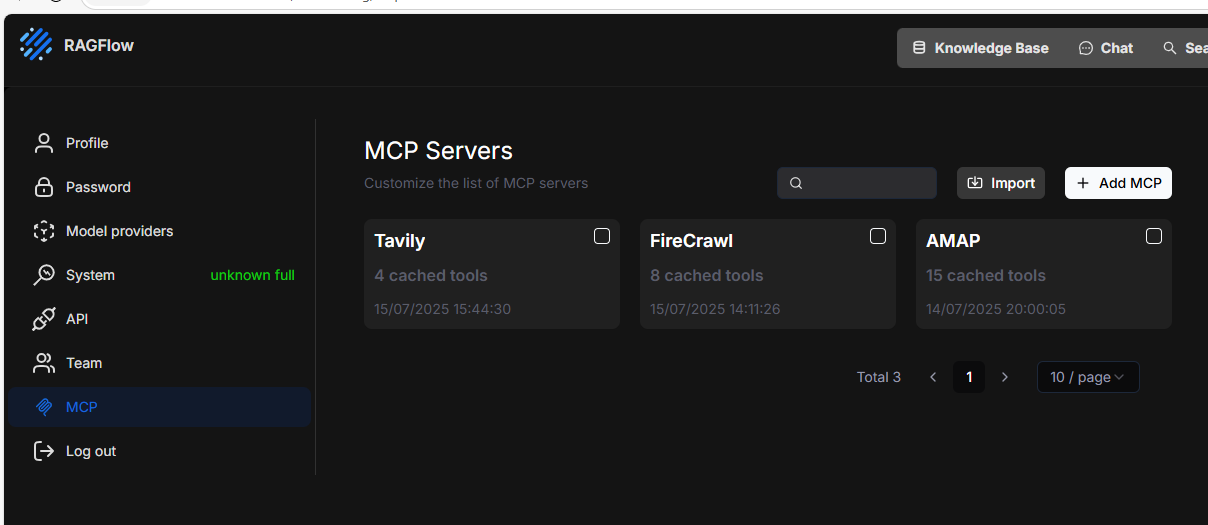 RAGFlow
Knowledge Base
Chat
Sea
Profile
Password
Model providers
System unknown full
API
Team
MCP
Log out
MCP Servers
Customize the list of MCP servers
Import
+ Add MCP
Tavily
4 cached tools
15/07/2025 15:44:30
FireCrawl
8 cached tools
15/07/2025 14:11:26
AMAP
15 cached tools
14/07/2025 20:00:05
Total 3 < 1 > 10 / page